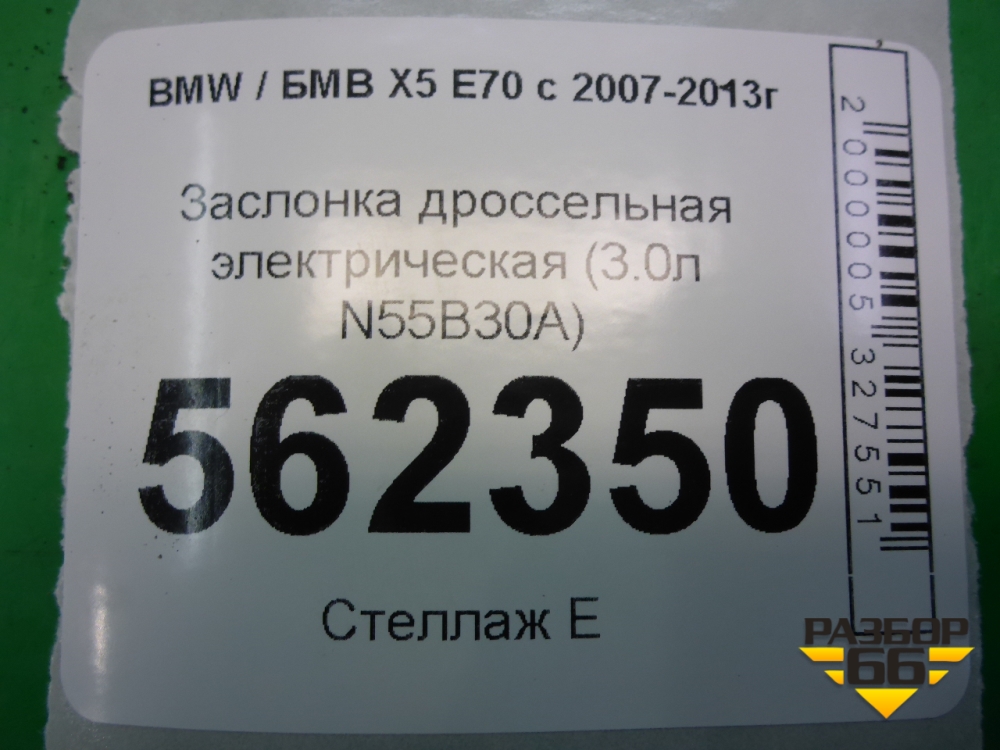 BMW / БМВ X5 E70 с 2007-2013г
Заслонка дроссельная
электрическая (3.0л
N55B30A)
562350
Стеллаж Е
2000005327551
РАЗБОР
66